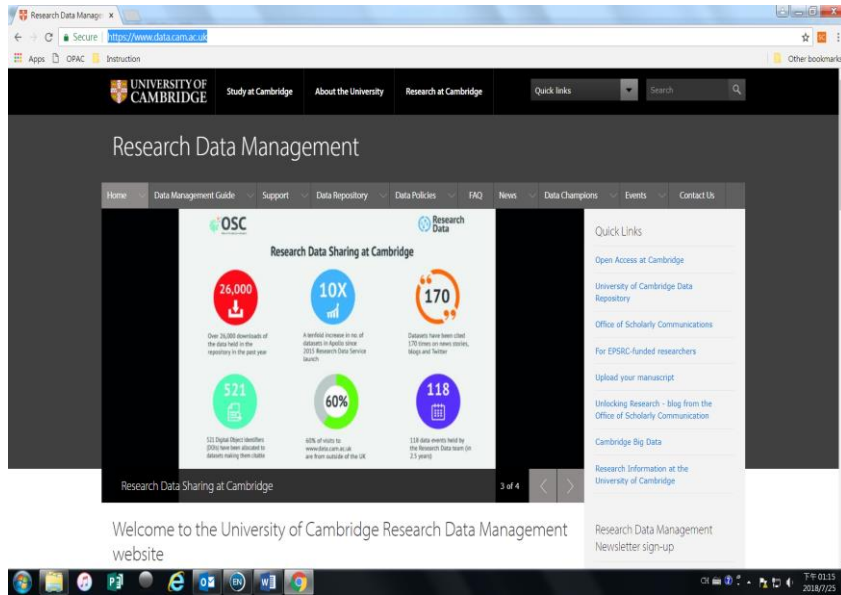 Research Data Manage
Secure
https://www.data.cam.ac.uk
Apps OPAC Instruction
Other bookmarks
UNIVERSITY OF
CAMBRIDGE
Study at Cambridge
About the University
Research at Cambridge
Quick links
Search
Research Data Management
Home
Data Management Guide
Support
Data Repository
Data Policies
FAQ
News
Data Champions
Events
Contact Us
OSC
Research
Data
Research Data Sharing at Cambridge
26,000
Over 26,000 downloads of
the data held in the
repository in the past year
10X
A tenfold increase in no. of
datasets in Apollo since
2015 Research Data Service
launch
170
Datasets have been cited
170 times on news stories,
blogs and Twitter
521
521 Digital Object Identifiers
(DOIs) have been allocated to
datasets making them citable
60%
60% of visits to
www.data.cam.ac.uk
are from outside of the UK
118
118 data events held by
the Research Data team (in
2.5 years)
Research Data Sharing at Cambridge
3 of 4
Quick Links
Open Access at Cambridge
University of Cambridge Data
Repository
Office of Scholarly Communications
For EPSRC-funded researchers
Upload your manuscript
Unlocking Research - blog from the
Office of Scholarly Communication
Cambridge Big Data
Research Information at the
University of Cambridge
Research Data Management
Newsletter sign-up
Welcome to the University of Cambridge Research Data Management
website
EN
CH
下午 01:15
2018/7/25